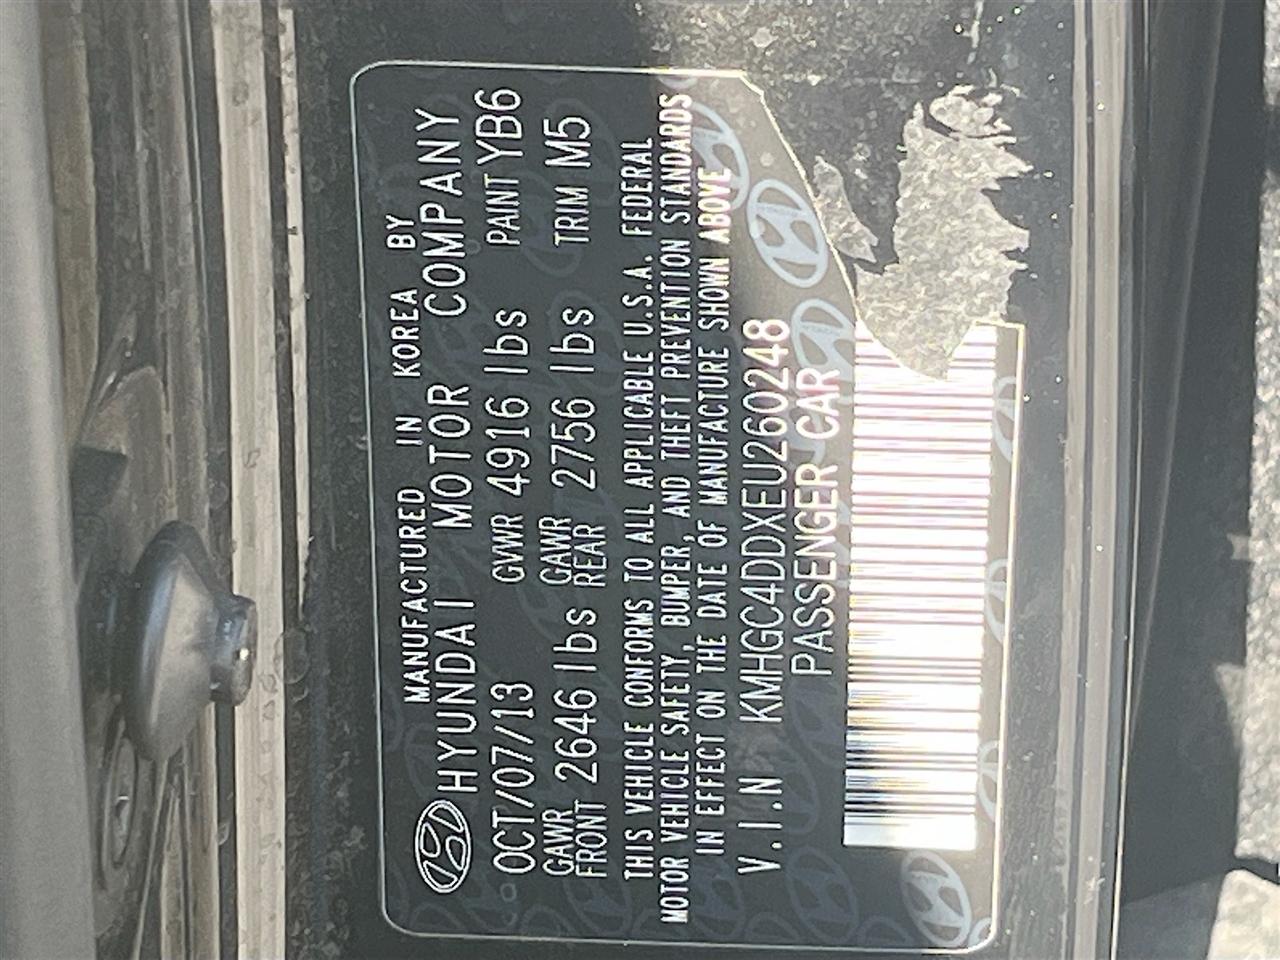 MANUFACTURED IN KOREA BY
HYUNDAI MOTOR COMPANY
OCT/07/13 GVWR 4916 lbs PAINT YB6
GAWR FRONT 2646 lbs GAWR REAR 2756 lbs TRIM M5
THIS VEHICLE CONFORMS TO ALL APPLICABLE U.S.A. FEDERAL
MOTOR VEHICLE SAFETY, BUMPER, AND THEFT PREVENTION STANDARDS
IN EFFECT ON THE DATE OF MANUFACTURE SHOWN ABOVE
V.I.N KMHGC4DDXEU260248
PASSENGER CAR